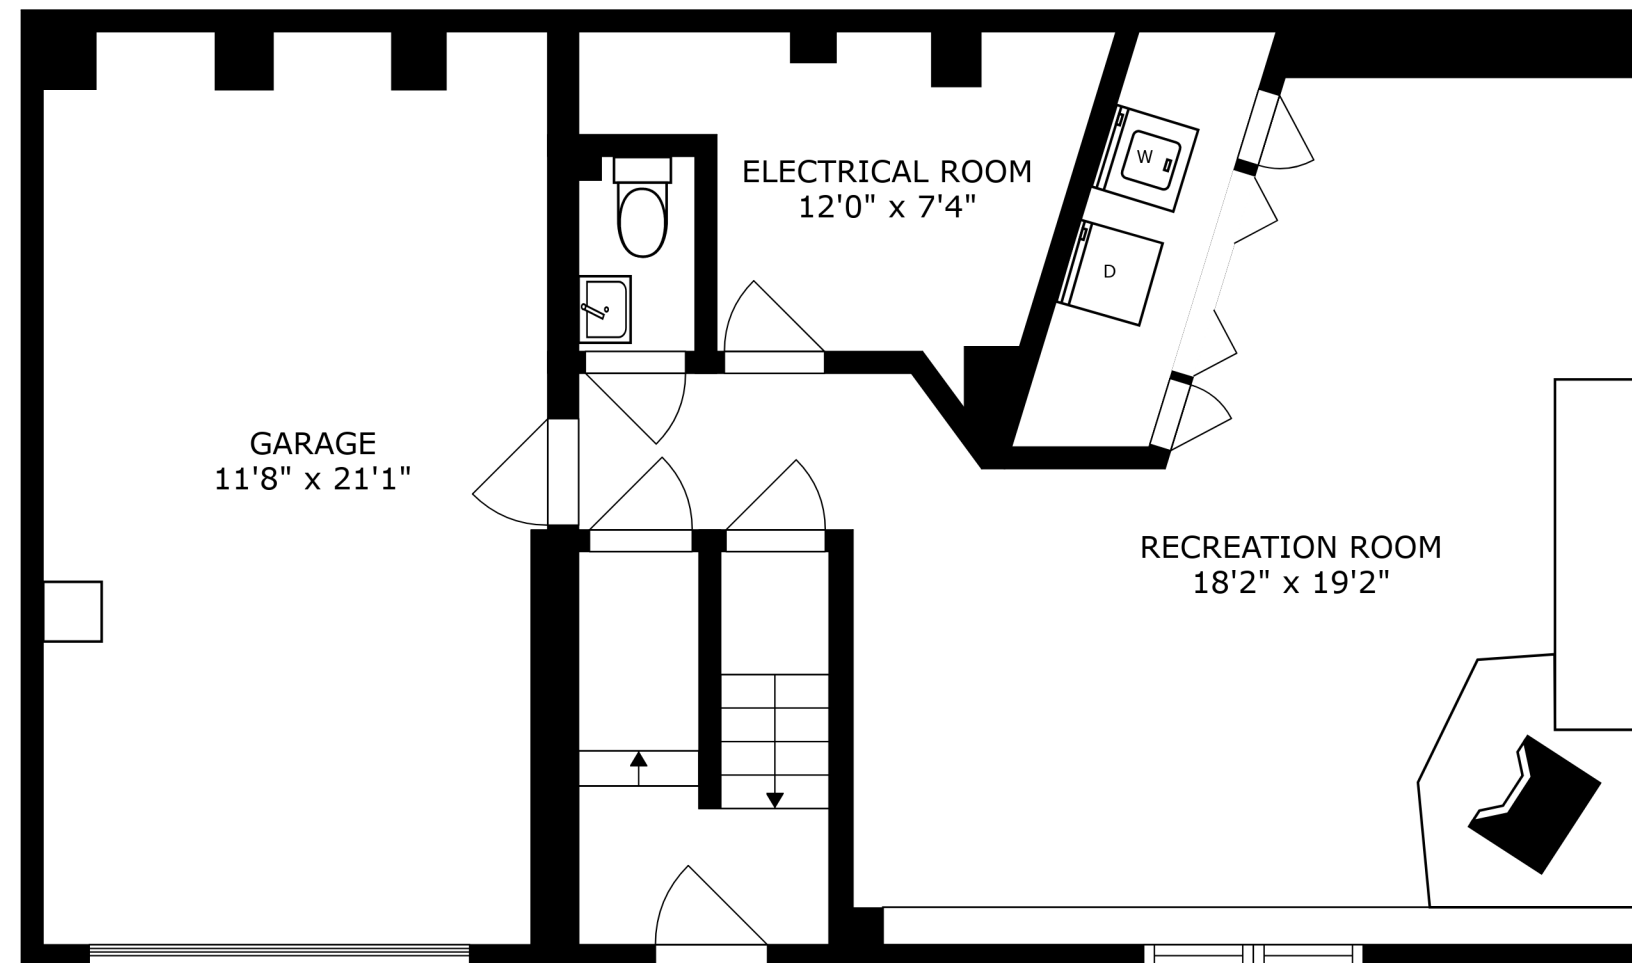 ELECTRICAL ROOM
12'0" x 7'4"
W
D
GARAGE
11'8" x 21'1"
RECREATION ROOM
18'2" x 19'2"